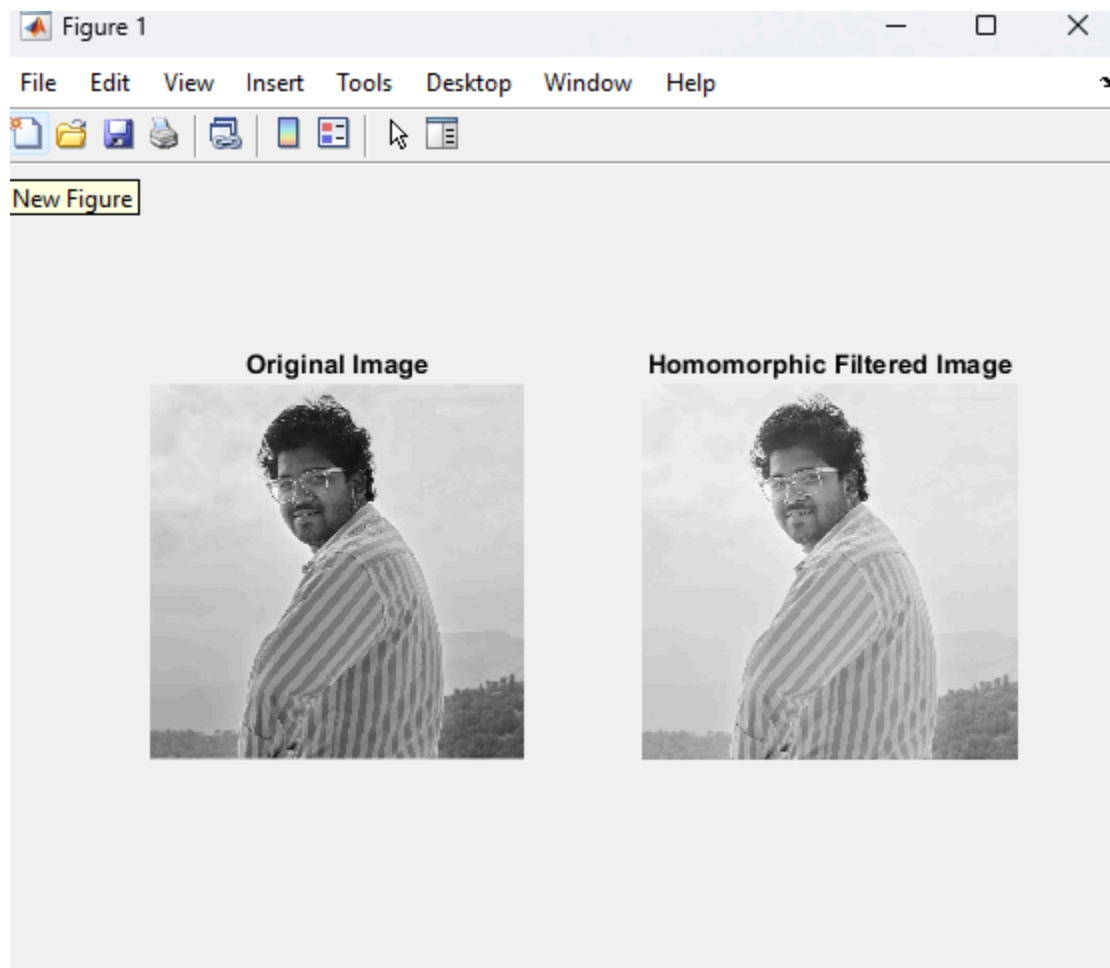 Figure 1
File Edit View Insert Tools Desktop Window Help
New Figure
Original Image
Homomorphic Filtered Image